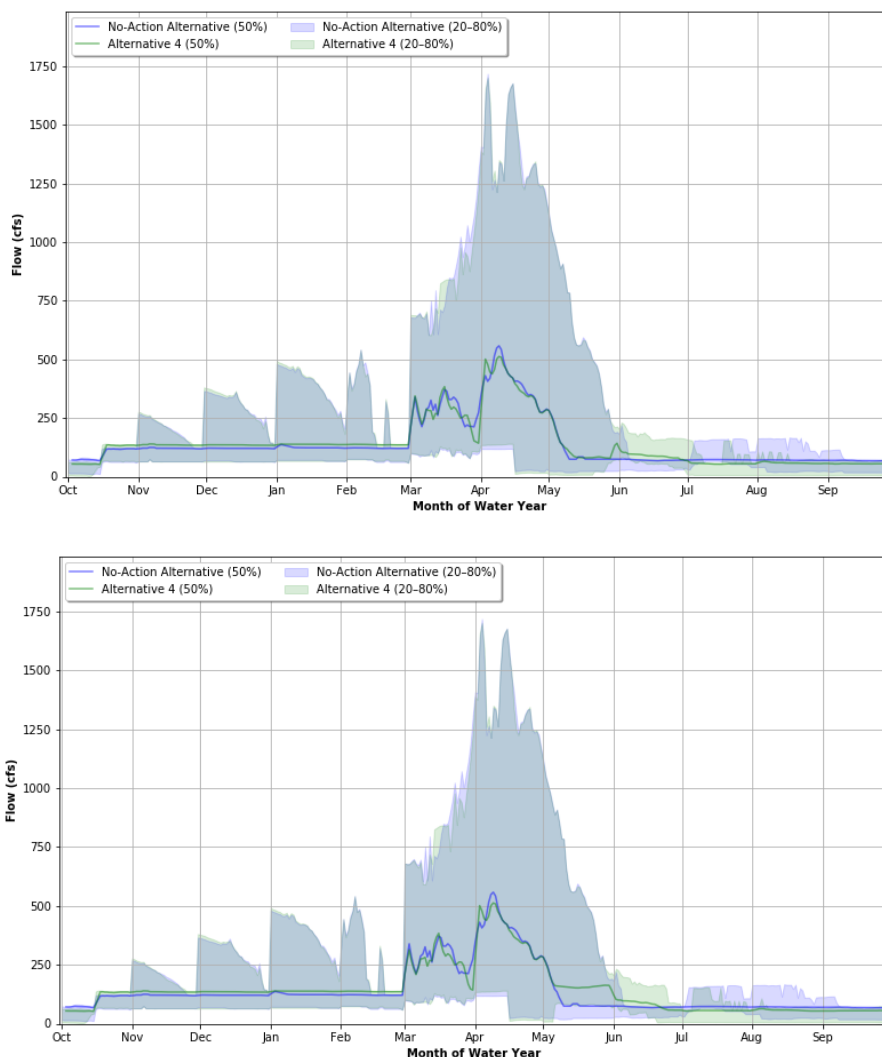 No-Action Alternative (50%) No-Action Alternative (20–80%)
Alternative 4 (50%) Alternative 4 (20–80%)
1750
1500
1250
1000
750
500
250
0
Flow (cfs)
Oct Nov Dec Jan Feb Mar Apr May Jun Jul Aug Sep
Month of Water Year
No-Action Alternative (50%) No-Action Alternative (20–80%)
Alternative 4 (50%) Alternative 4 (20–80%)
1750
1500
1250
1000
750
500
250
0
Flow (cfs)
Oct Nov Dec Jan Feb Mar Apr May Jun Jul Aug Sep
Month of Water Year